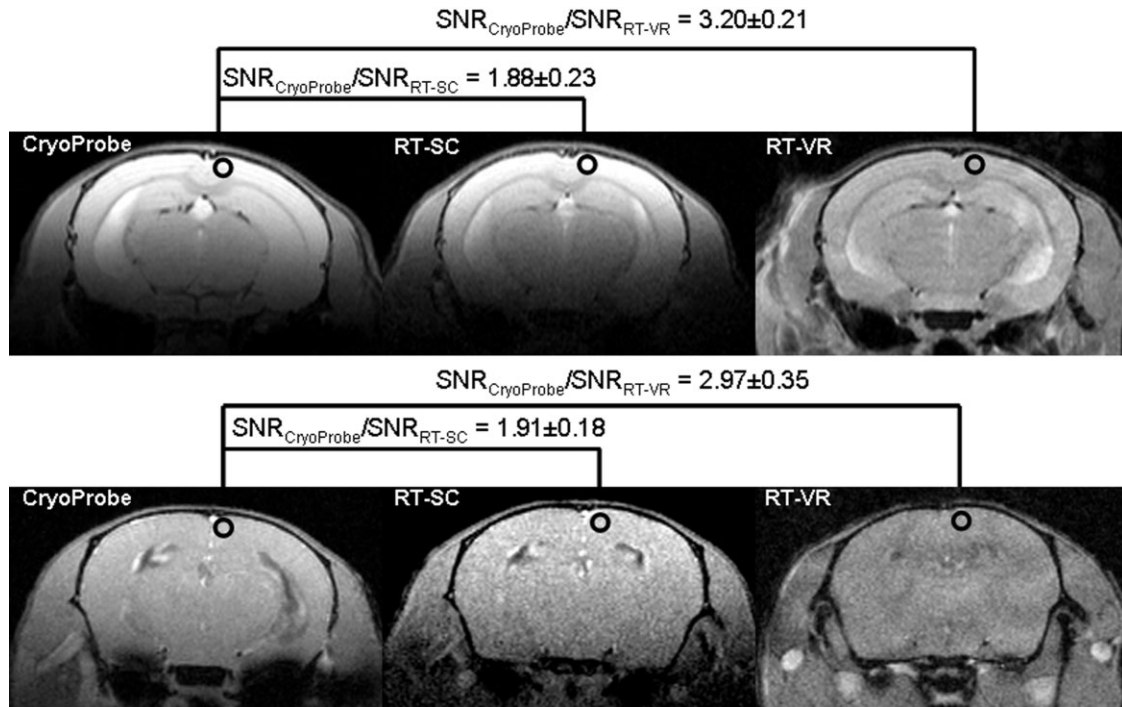 SNRCryoProbe/SNRRT-VR = 3.20±0.21
SNRCryoProbe/SNRRT-SC = 1.88±0.23
CryoProbe RT-SC RT-VR
SNRCryoProbe/SNRRT-VR = 2.97±0.35
SNRCryoProbe/SNRRT-SC = 1.91±0.18
CryoProbe RT-SC RT-VR